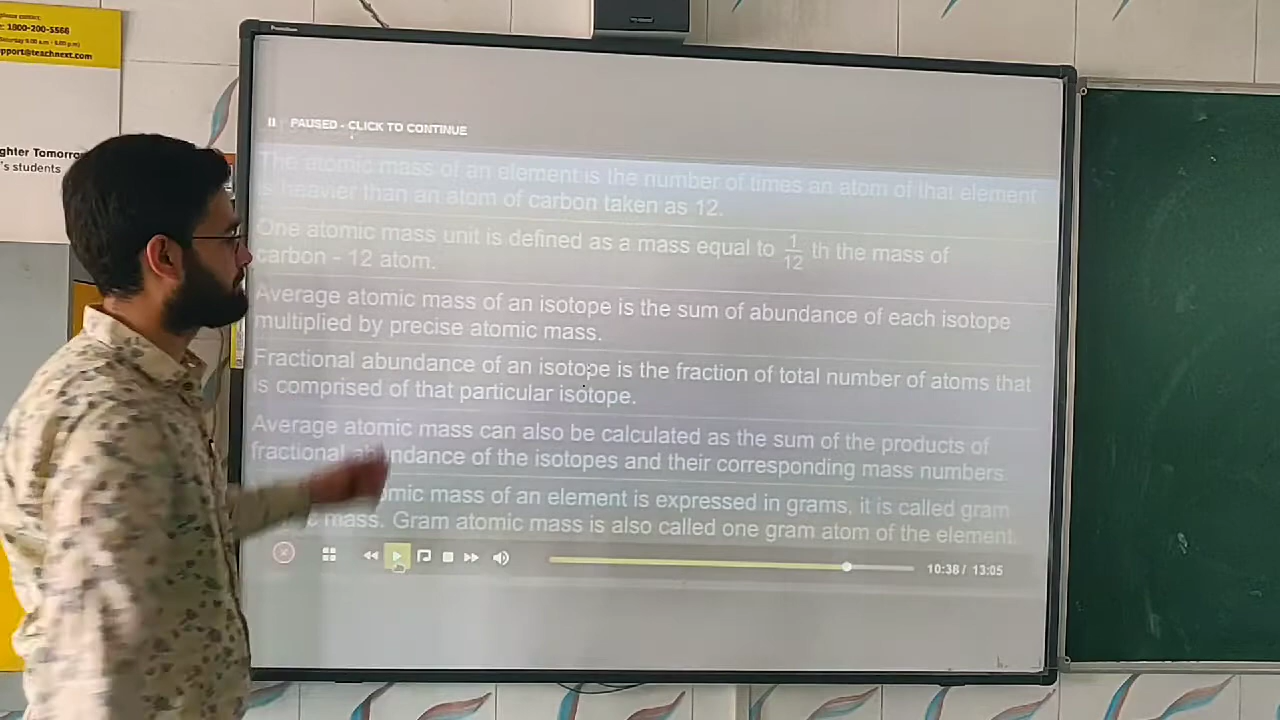 1800-200-5566
pport@teachnext.com
ghter Tomorro
's students
PAUSED - CLICK TO CONTINUE
The atomic mass of an element is the number of times an atom of that element
is heavier than an atom of carbon taken as 12.
One atomic mass unit is defined as a mass equal to 1/12 th the mass of
carbon - 12 atom.
Average atomic mass of an isotope is the sum of abundance of each isotope
multiplied by precise atomic mass.
Fractional abundance of an isotope is the fraction of total number of atoms that
is comprised of that particular isotope.
Average atomic mass can also be calculated as the sum of the products of
fractional abundance of the isotopes and their corresponding mass numbers.
omic mass of an element is expressed in grams, it is called gram
mass. Gram atomic mass is also called one gram atom of the element.
10:38 / 13:05